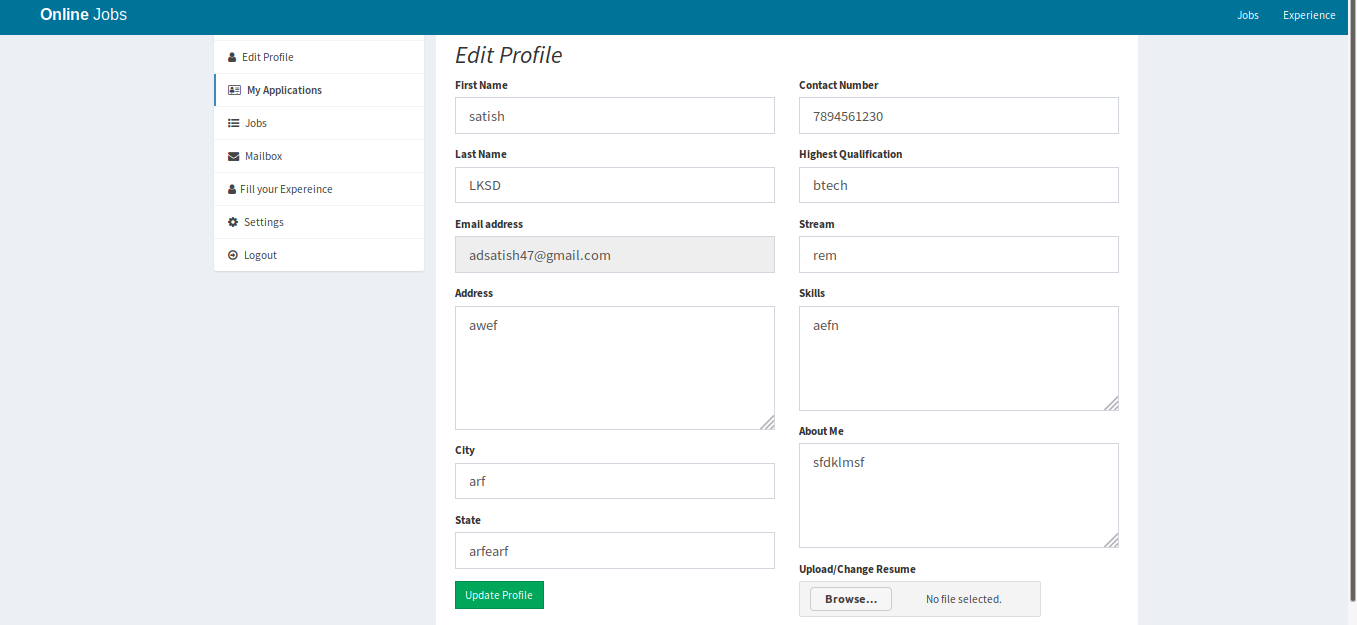 Online Jobs
Jobs
Experience
Edit Profile
My Applications
Jobs
Mailbox
Fill your Expereince
Settings
Logout
Edit Profile
First Name
satish
Last Name
LKSD
Email address
adsatish47@gmail.com
Address
awef
City
arf
State
arfearf
Update Profile
Contact Number
7894561230
Highest Qualification
btech
Stream
rem
Skills
aefn
About Me
sfdklmsf
Upload/Change Resume
Browse... No file selected.